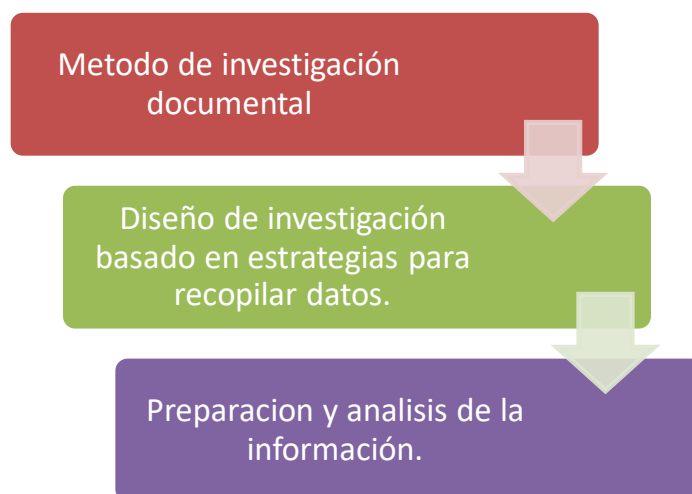 Metodo de investigación
documental
Diseño de investigación
basado en estrategias para
recopilar datos.
Preparacion y analisis de la
información.